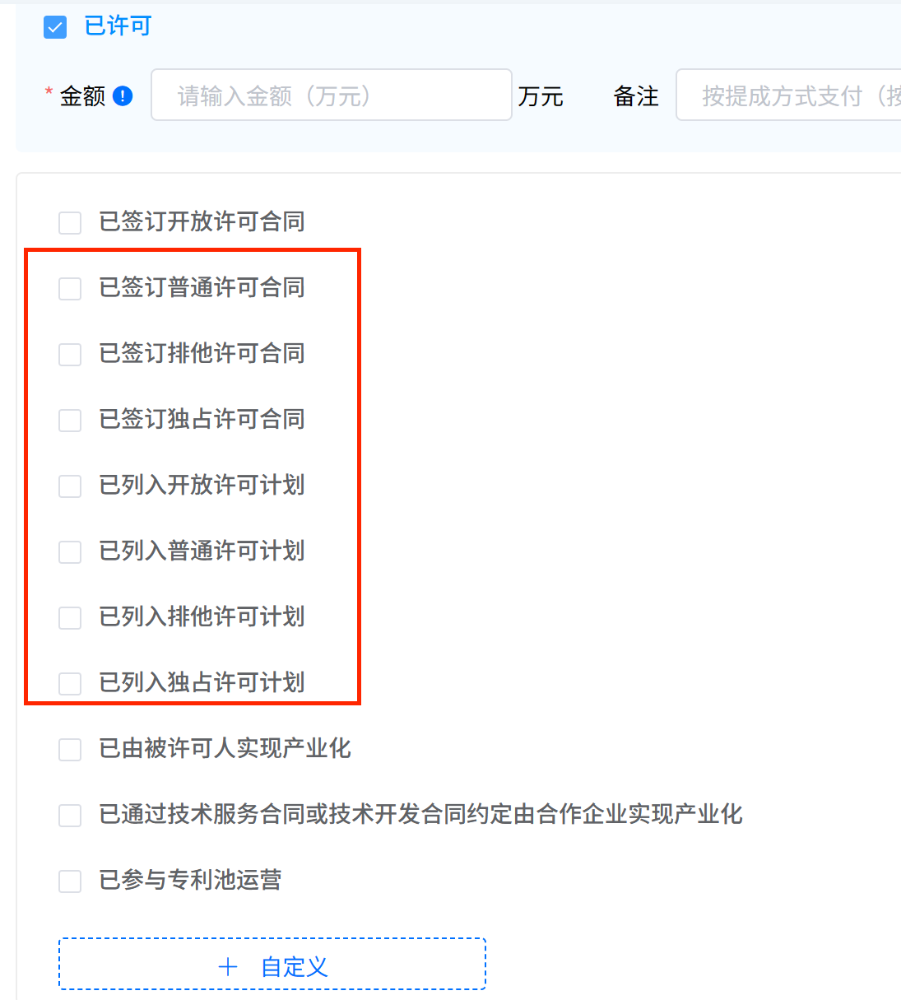 已许可
* 金额 ! 请输入金额（万元） 万元 备注 按提成方式支付（按
已签订开放许可合同
已签订普通许可合同
已签订排他许可合同
已签订独占许可合同
已列入开放许可计划
已列入普通许可计划
已列入排他许可计划
已列入独占许可计划
已由被许可人实现产业化
已通过技术服务合同或技术开发合同约定由合作企业实现产业化
已参与专利池运营
+ 自定义